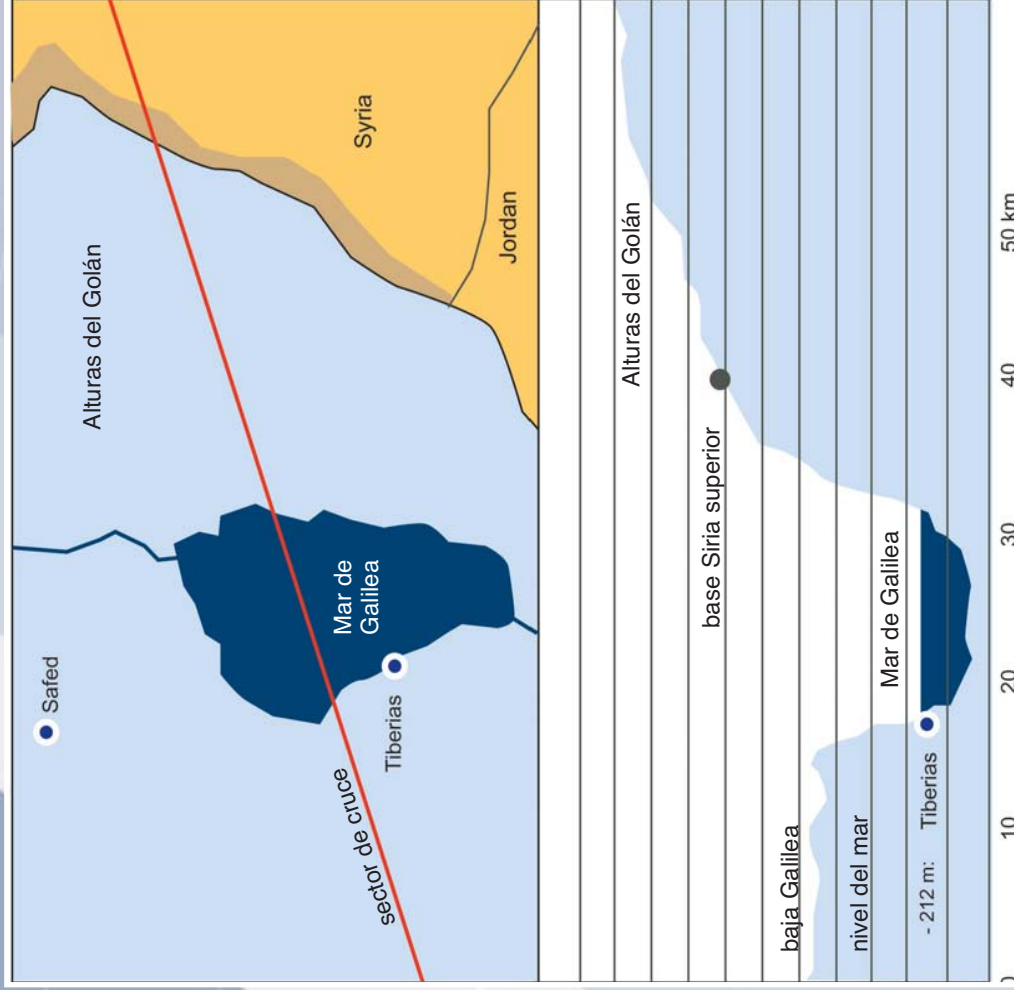 Safed
Alturas del Golán
Syria
Jordan
Mar de
Galilea
Tiberias
sector de cruce
Alturas del Golán
base Siria superior
Mar de Galilea
baja Galilea
nivel del mar
- 212 m:
Tiberias
0
10
20
30
40
50 km